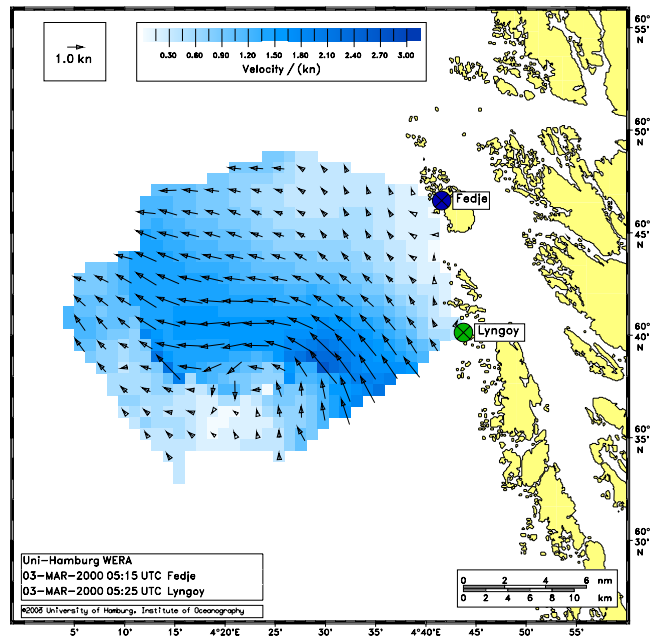 60°
55'
N
1.0 kn
0.30 0.60 0.90 1.20 1.50 1.80 2.10 2.40 2.70 3.00
Velocity / (kn)
60°
50'
N
Fedje
60°
45'
N
Lyngoy
60°
40'
N
60°
35'
N
60°
30'
N
Uni-Hamburg WERA
03-MAR-2000 05:15 UTC Fedje
03-MAR-2000 05:25 UTC Lyngoy
©2003 University of Hamburg, Institute of Oceanography
0 2 4 6 nm
0 2 4 6 8 10 km
5' 10' 15' 4°20'E 25' 30' 35' 4°40'E 45' 50' 55'